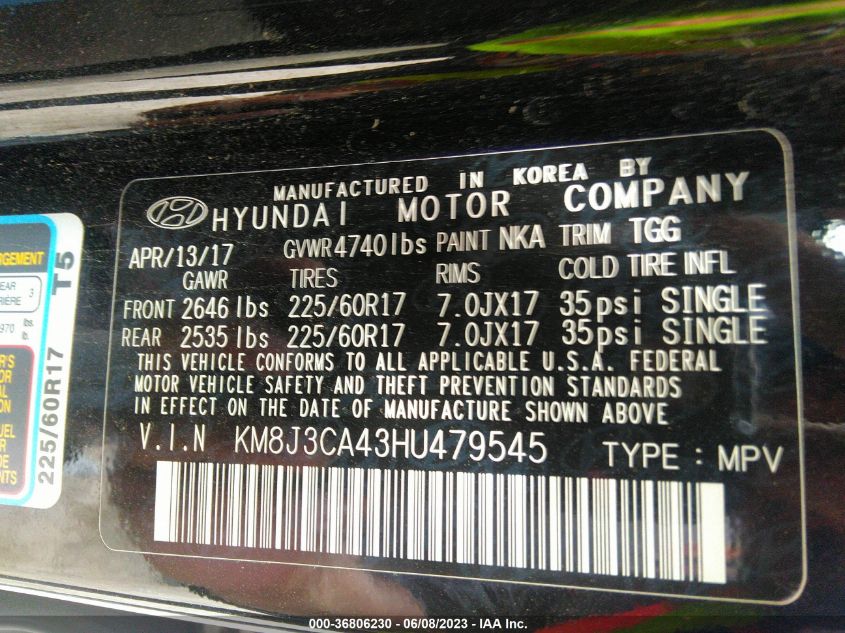 MANUFACTURED IN KOREA BY
HYUNDAI MOTOR COMPANY
APR/13/17 GVWR 4740 lbs PAINT NKA TRIM TGG
GAWR TIRES RIMS COLD TIRE INFL
FRONT 2646 lbs 225/60R17 7.0JX17 35psi SINGLE
REAR 2535 lbs 225/60R17 7.0JX17 35psi SINGLE
THIS VEHICLE CONFORMS TO ALL APPLICABLE U.S.A. FEDERAL
MOTOR VEHICLE SAFETY AND THEFT PREVENTION STANDARDS
IN EFFECT ON THE DATE OF MANUFACTURE SHOWN ABOVE
V.I.N KM8J3CA43HU479545 TYPE : MPV
225/60R17 T5
3
970 lbs
000-36806230 - 06/08/2023 - IAA Inc.